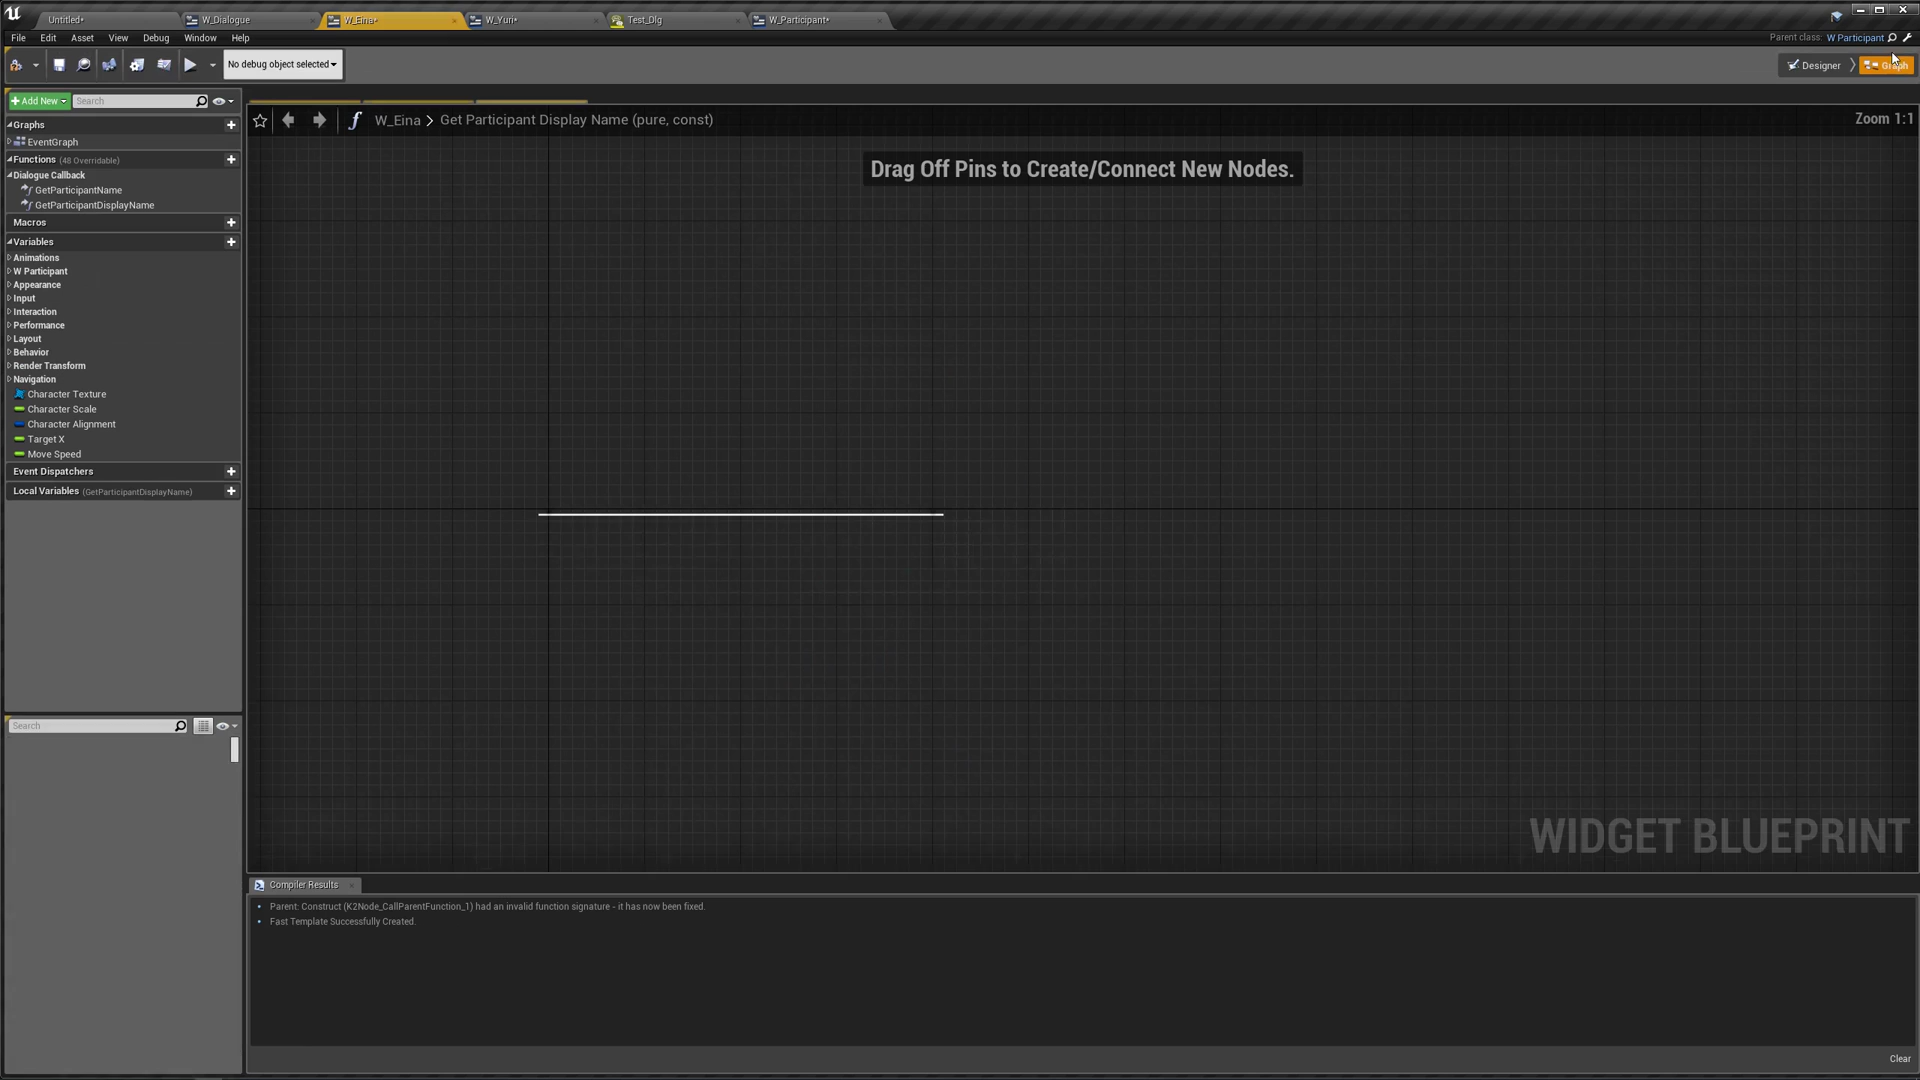 Untitled•
W_Dialogue
W_Eina•
W_Yuri•
Test_Dlg
W_Participant•
File Edit Asset View Debug Window Help
Parent class: W Participant
No debug object selected
Designer
Graph
Add New
Search
Graphs
EventGraph
Functions (48 Overridable)
Dialogue Callback
GetParticipantName
GetParticipantDisplayName
Macros
Variables
Animations
W Participant
Appearance
Input
Interaction
Performance
Layout
Behavior
Render Transform
Navigation
Character Texture
Character Scale
Character Alignment
Target X
Move Speed
Event Dispatchers
Local Variables (GetParticipantDisplayName)
Search
W_Eina > Get Participant Display Name (pure, const)
Zoom 1:1
Drag Off Pins to Create/Connect New Nodes.
WIDGET BLUEPRINT
Compiler Results
• Parent: Construct (K2Node_CallParentFunction_1) had an invalid function signature - it has now been fixed.
• Fast Template Successfully Created.
Clear